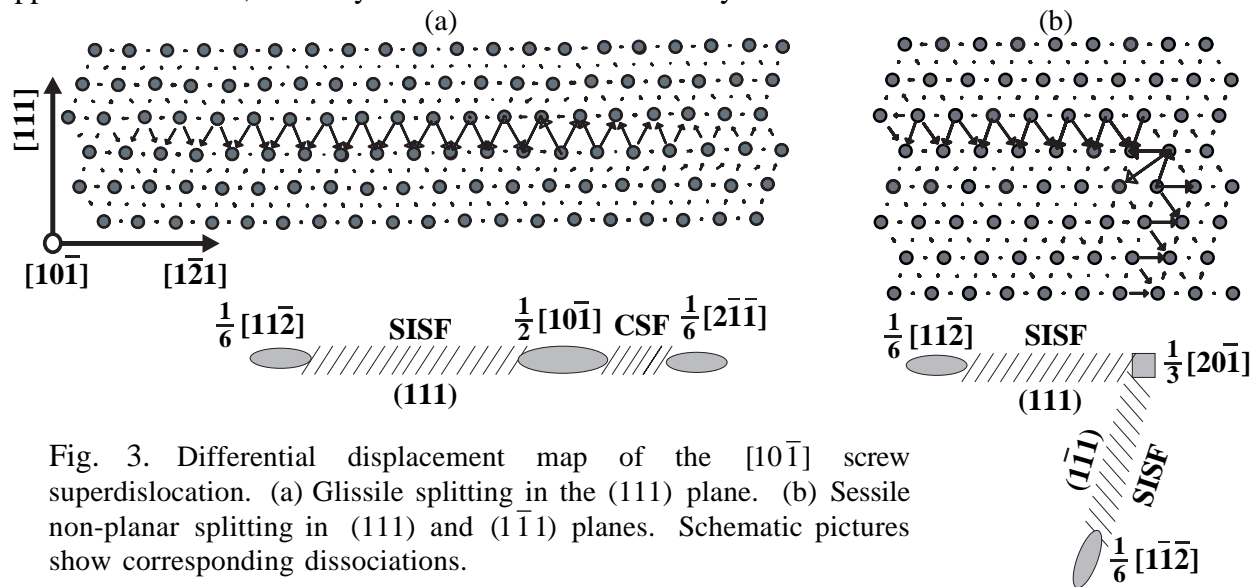 (a)
(b)
[111]
[101̄]
[12̄1]
1/6 [112̄]
SISF
1/2 [101̄]
CSF
1/6 [21̄1̄]
(111)
1/6 [112̄]
SISF
1/3 [201̄]
(111)
(11̄1)
SISF
1/6 [11̄2̄]
Fig. 3. Differential displacement map of the [101̄] screw
superdislocation. (a) Glissile splitting in the (111) plane. (b) Sessile
non-planar splitting in (111) and (11̄1) planes. Schematic pictures
show corresponding dissociations.